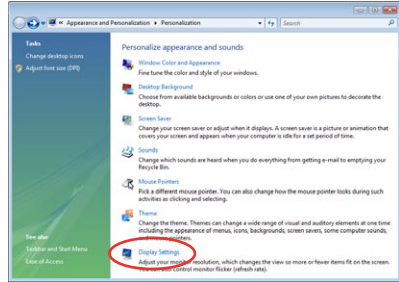 « Appearance and Personalization › Personalization
Search
Tasks
Change desktop icons
Adjust font size (DPI)
See also
Taskbar and Start Menu
Ease of Access
Personalize appearance and sounds
Window Color and Appearance
Fine tune the color and style of your windows.
Desktop Background
Choose from available backgrounds or colors or use one of your own pictures to decorate the
desktop.
Screen Saver
Change your screen saver or adjust when it displays. A screen saver is a picture or animation that
covers your screen and appears when your computer is idle for a set period of time.
Sounds
Change which sounds are heard when you do everything from getting e-mail to emptying your
Recycle Bin.
Mouse Pointers
Pick a different mouse pointer. You can also change how the mouse pointer looks during such
activities as clicking and selecting.
Theme
Change the theme. Themes can change a wide range of visual and auditory elements at one time
including the appearance of menus, icons, backgrounds, screen savers, some computer sounds,
and mouse pointers.
Display Settings
Adjust your monitor resolution, which changes the view so more or fewer items fit on the screen.
You can also control monitor flicker (refresh rate).